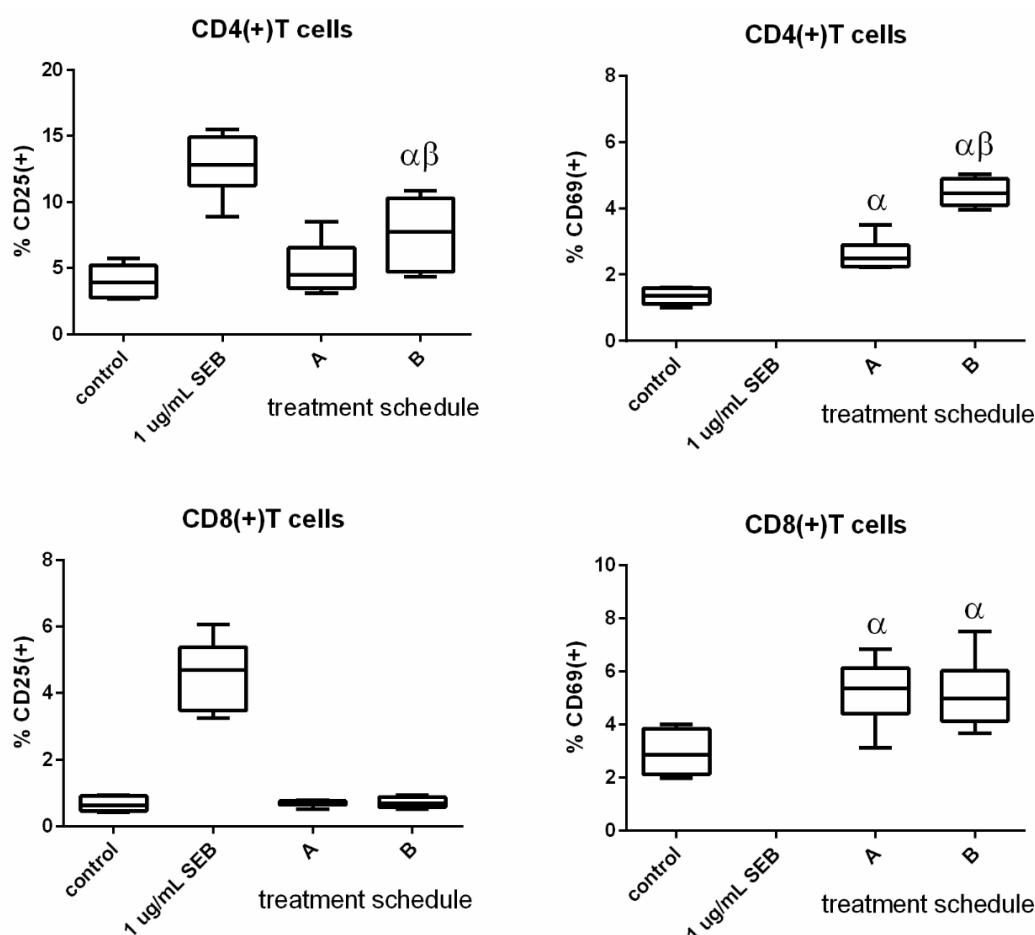 CD4(+)T cells
% CD25(+)
20
15
10
5
0
αβ
control
1 ug/mL SEB
A
B
treatment schedule
CD4(+)T cells
% CD69(+)
8
6
4
2
0
α
αβ
control
1 ug/mL SEB
A
B
treatment schedule
CD8(+)T cells
% CD25(+)
8
6
4
2
0
control
1 ug/mL SEB
A
B
treatment schedule
CD8(+)T cells
% CD69(+)
10
8
6
4
2
0
α
α
control
1 ug/mL SEB
A
B
treatment schedule